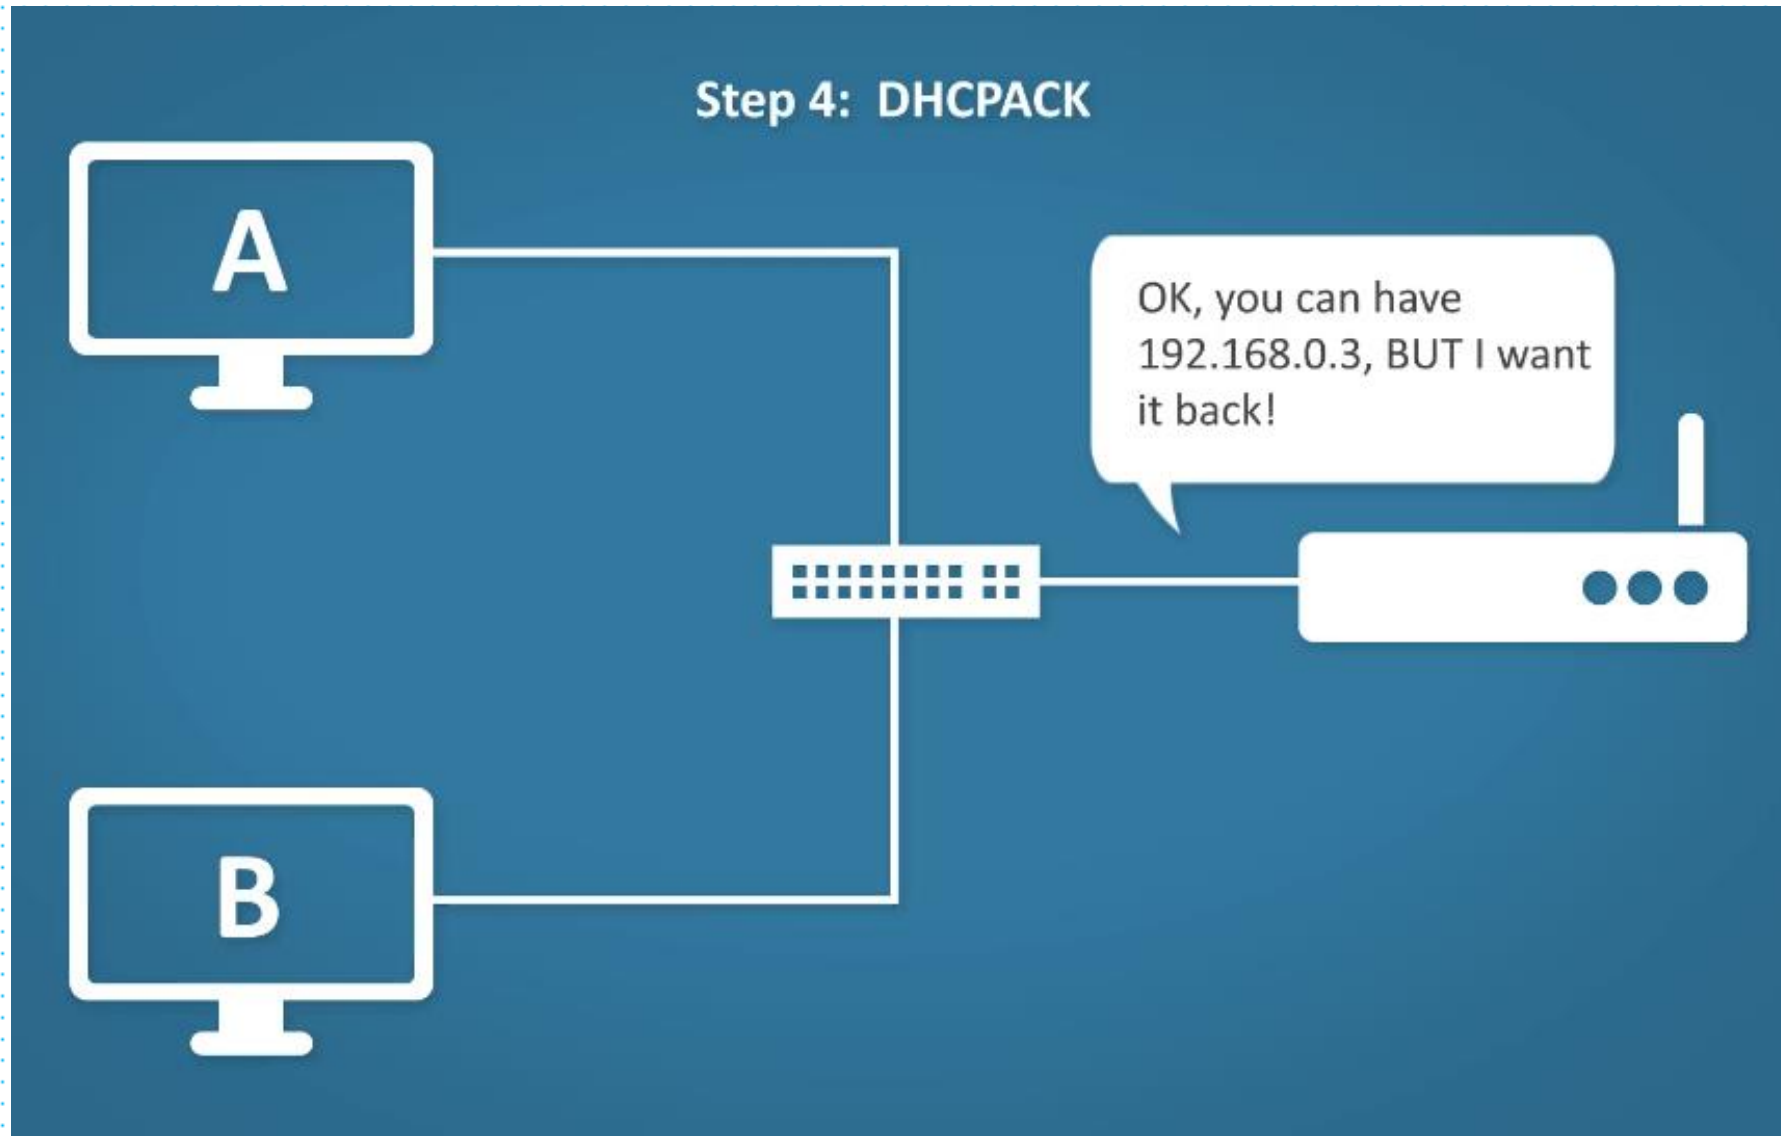 Step 4: DHCPACK
A
OK, you can have
192.168.0.3, BUT I want
it back!
B